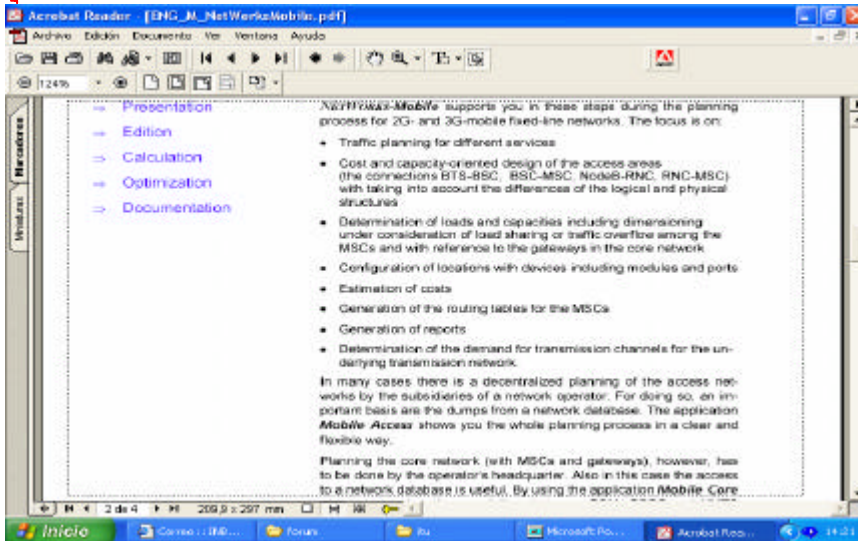 Acrobat Reader - [ENG_M_NetWorksMobile.pdf]
Archivo Edición Documento Ver Ventana Ayuda
124%
Marcadores
Miniaturas
⇒ Presentation
⇒ Edition
⇒ Calculation
⇒ Optimization
⇒ Documentation
NETWORKS-Mobile supports you in these steps during the planning
process for 2G- and 3G-mobile fixed-line networks. The focus is on:
• Traffic planning for different services
• Cost and capacity-oriented design of the access areas
(the connections BTS-BSC, BSC-MSC, NodeB-RNC, RNC-MSC)
with taking into account the differences of the logical and physical
structures
• Determination of loads and capacities including dimensioning
under consideration of load sharing or traffic overflow among the
MSCs and with reference to the gateways in the core network
• Configuration of locations with devices including modules and ports
• Estimation of costs
• Generation of the routing tables for the MSCs
• Generation of reports
• Determination of the demand for transmission channels for the un-
derlying transmission network
In many cases there is a decentralized planning of the access net-
works by the subsidiaries of a network operator. For doing so, an im-
portant basis are the dumps from a network database. The application
Mobile Access shows you the whole planning process in a clear and
flexible way.
Planning the core network (with MSCs and gateways), however, has
to be done by the operator's headquarter. Also in this case the access
to a network database is useful. By using the application Mobile Core
2 de 4 209,9 x 297 mm
Inicio Correo :: forum itu Microsoft Po... Acrobat Rea... 14:21